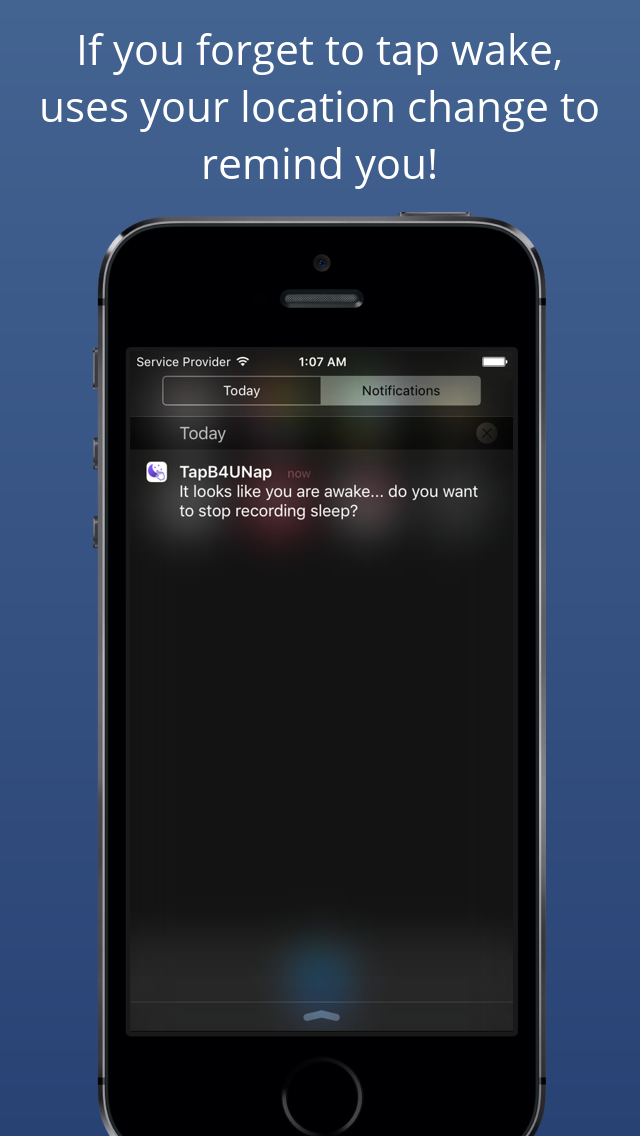 If you forget to tap wake,
uses your location change to
remind you!
Service Provider 1:07 AM
Today Notifications
Today
TapB4UNap now
It looks like you are awake... do you want
to stop recording sleep?